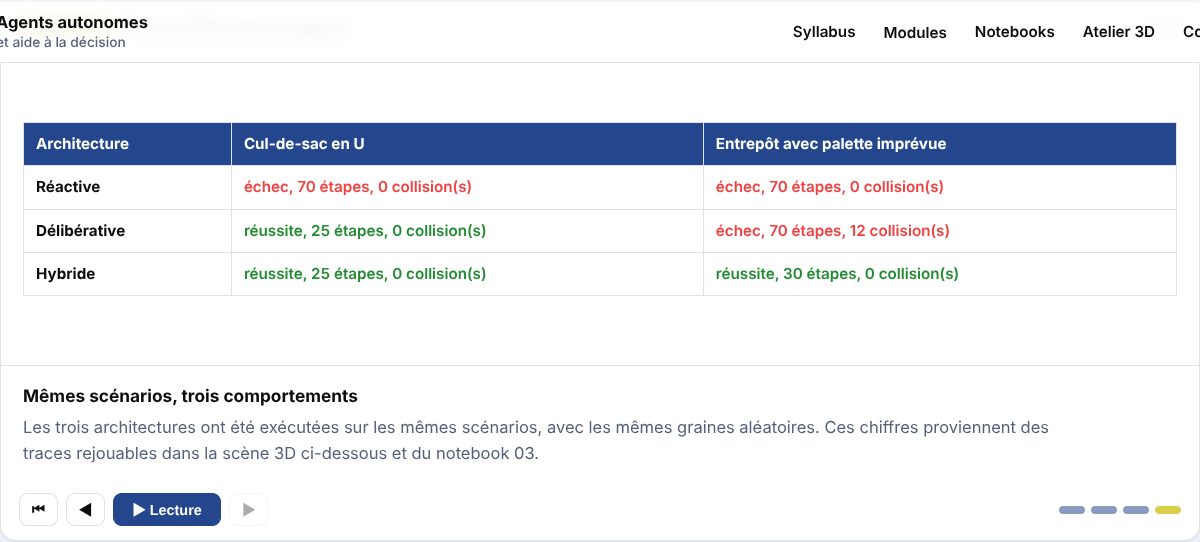 Agents autonomes
et aide à la décision
Syllabus Modules Notebooks Atelier 3D
Architecture Cul-de-sac en U Entrepôt avec palette imprévue
Réactive échec, 70 étapes, 0 collision(s) échec, 70 étapes, 0 collision(s)
Délibérative réussite, 25 étapes, 0 collision(s) échec, 70 étapes, 12 collision(s)
Hybride réussite, 25 étapes, 0 collision(s) réussite, 30 étapes, 0 collision(s)
Mêmes scénarios, trois comportements
Les trois architectures ont été exécutées sur les mêmes scénarios, avec les mêmes graines aléatoires. Ces chiffres proviennent des
traces rejouables dans la scène 3D ci-dessous et du notebook 03.
Lecture